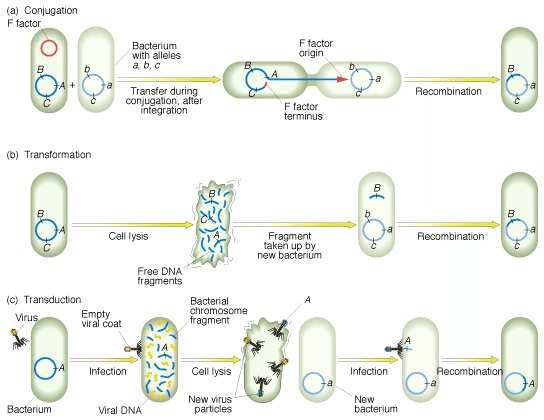 (a) Conjugation
F factor
B
A
C
+
b
a
c
Bacterium
with alleles
a, b, c
Transfer during
conjugation, after
integration
F factor
origin
B
A
C
b
a
c
F factor
terminus
Recombination
B
a
c
(b) Transformation
B
A
C
Cell lysis
B
C
A
Free DNA
fragments
Fragment
taken up by
new bacterium
B
b
a
c
Recombination
B
a
c
(c) Transduction
Virus
A
Bacterium
Empty
viral coat
Infection
A
Viral DNA
Bacterial
chromosome
fragment
Cell lysis
A
New virus
particles
a
New
bacterium
Infection
A
a
Recombination
A